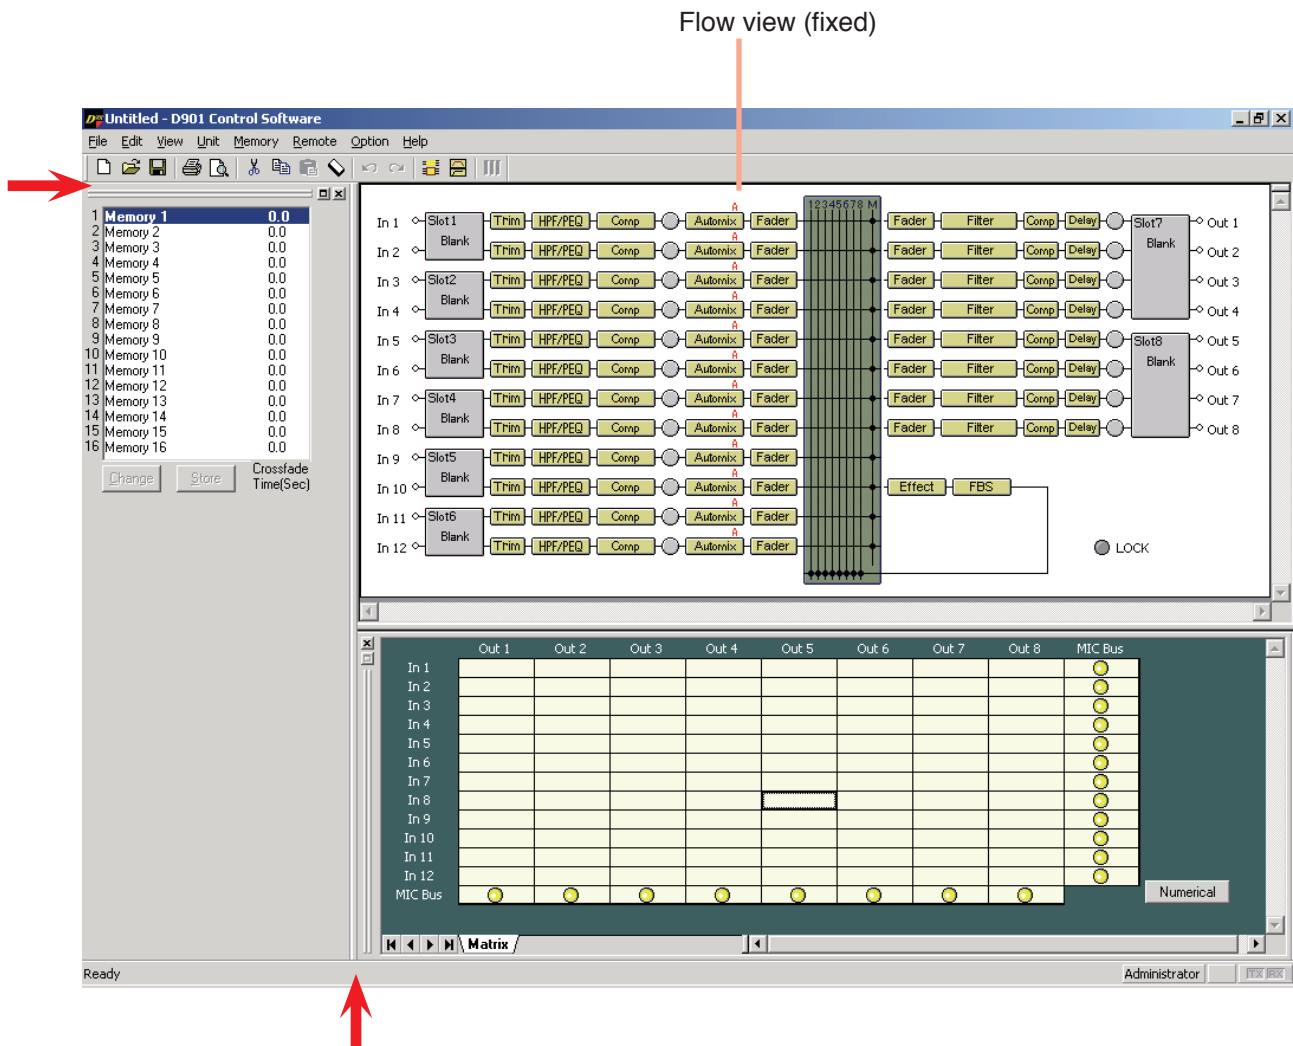 Flow view (fixed)
Untitled - D901 Control Software
File Edit View Unit Memory Remote Option Help
1 Memory 1 0.0
2 Memory 2 0.0
3 Memory 3 0.0
4 Memory 4 0.0
5 Memory 5 0.0
6 Memory 6 0.0
7 Memory 7 0.0
8 Memory 8 0.0
9 Memory 9 0.0
10 Memory 10 0.0
11 Memory 11 0.0
12 Memory 12 0.0
13 Memory 13 0.0
14 Memory 14 0.0
15 Memory 15 0.0
16 Memory 16 0.0
Change Store Crossfade Time(Sec)
12345678 M
A
In 1 Slot1 Blank Trim HPF/PEQ Comp Automix Fader Fader Filter Comp Delay Slot7 Blank Out 1
A
In 2 Trim HPF/PEQ Comp Automix Fader Fader Filter Comp Delay Out 2
A
In 3 Slot2 Blank Trim HPF/PEQ Comp Automix Fader Fader Filter Comp Delay Out 3
A
In 4 Trim HPF/PEQ Comp Automix Fader Fader Filter Comp Delay Out 4
A
In 5 Slot3 Blank Trim HPF/PEQ Comp Automix Fader Fader Filter Comp Delay Slot8 Blank Out 5
A
In 6 Trim HPF/PEQ Comp Automix Fader Fader Filter Comp Delay Out 6
A
In 7 Slot4 Blank Trim HPF/PEQ Comp Automix Fader Fader Filter Comp Delay Out 7
A
In 8 Trim HPF/PEQ Comp Automix Fader Fader Filter Comp Delay Out 8
A
In 9 Slot5 Blank Trim HPF/PEQ Comp Automix Fader
A
In 10 Trim HPF/PEQ Comp Automix Fader Effect FBS
A
In 11 Slot6 Blank Trim HPF/PEQ Comp Automix Fader
A
In 12 Trim HPF/PEQ Comp Automix Fader
LOCK
Out 1 Out 2 Out 3 Out 4 Out 5 Out 6 Out 7 Out 8 MIC Bus
In 1
In 2
In 3
In 4
In 5
In 6
In 7
In 8
In 9
In 10
In 11
In 12
MIC Bus
Numerical
Matrix
Ready
Administrator
TX RX